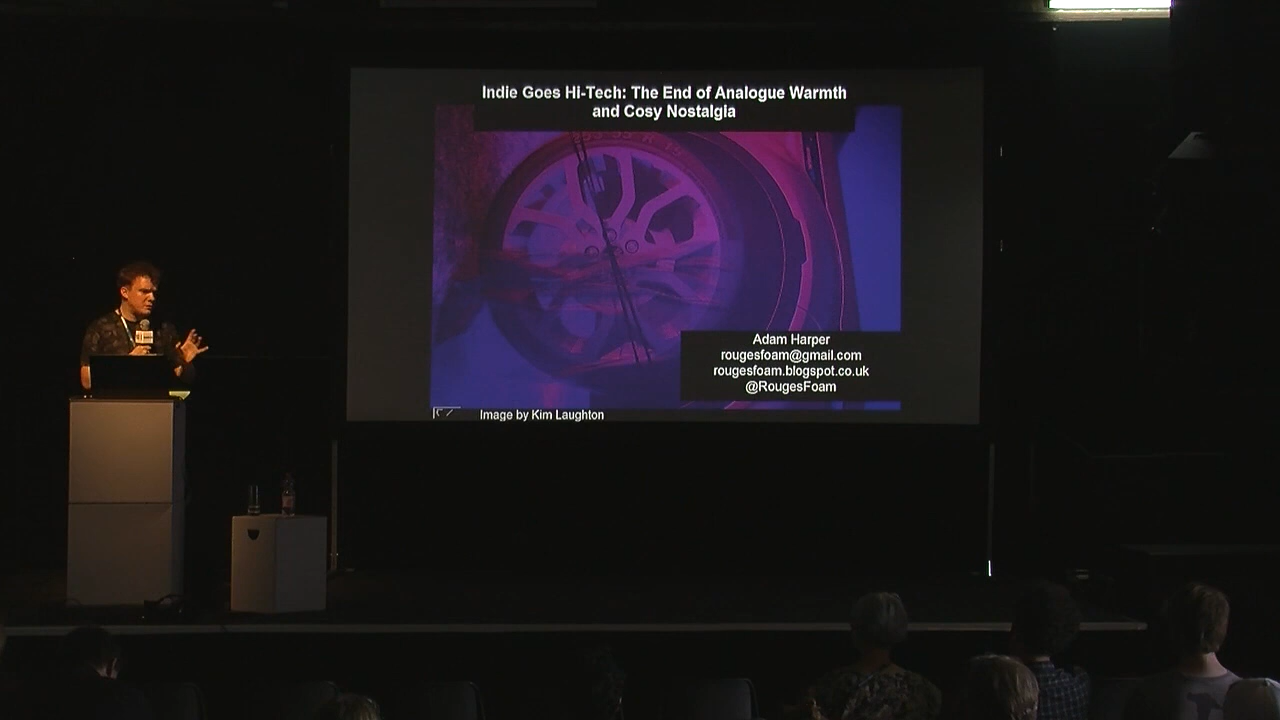 Indie Goes Hi-Tech: The End of Analogue Warmth
and Cosy Nostalgia
Adam Harper
rougesfoam@gmail.com
rougesfoam.blogspot.co.uk
@RougesFoam
Image by Kim Laughton